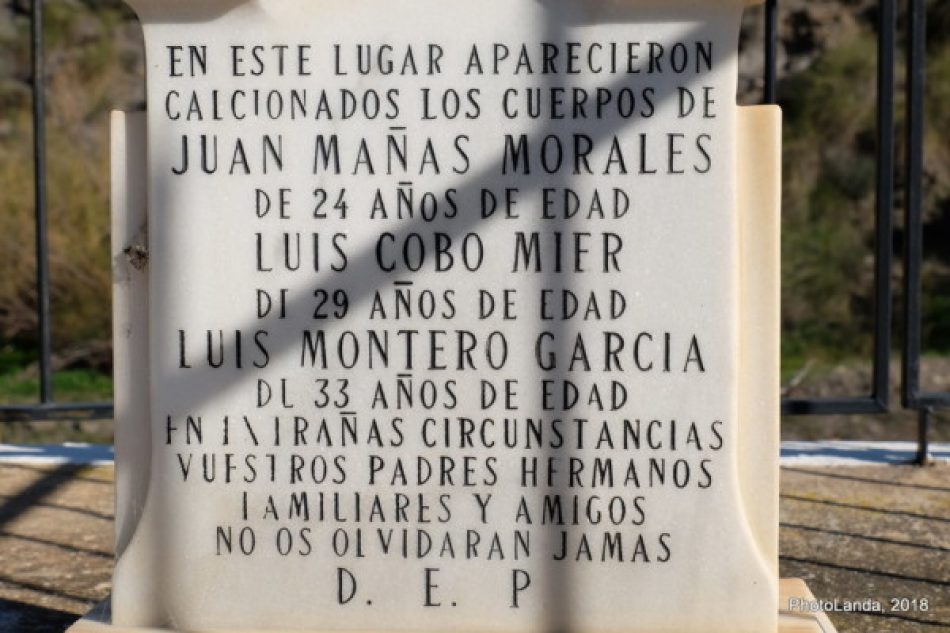 EN ESTE LUGAR APARECIERON
CALCIONADOS LOS CUERPOS DE
JUAN MAÑAS MORALES
DE 24 AÑOS DE EDAD
LUIS COBO MIER
DE 29 AÑOS DE EDAD
LUIS MONTERO GARCIA
DE 33 AÑOS DE EDAD
EN EXTRAÑAS CIRCUNSTANCIAS
VUESTROS PADRES HERMANOS
FAMILIARES Y AMIGOS
NO OS OLVIDARAN JAMAS
D. E. P
PhotoLanda, 2018